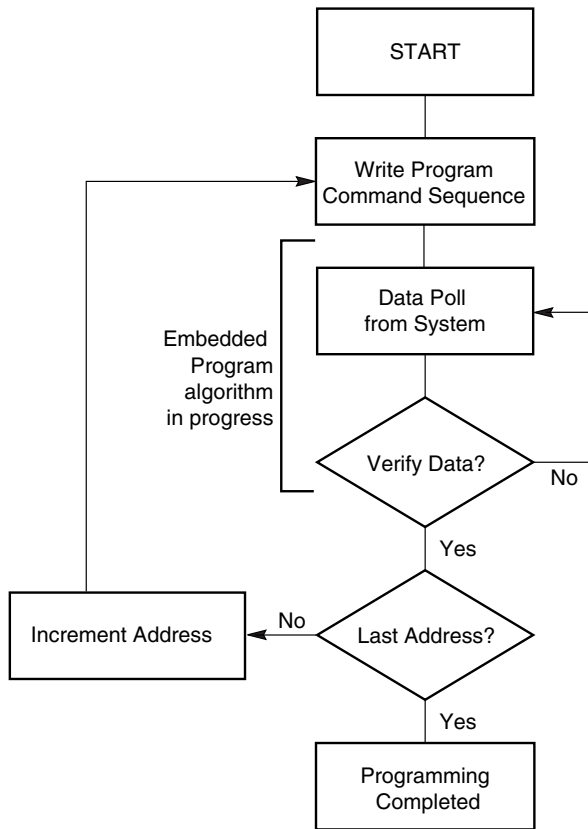 START
Write Program
Command Sequence
Data Poll
from System
Embedded
Program
algorithm
in progress
Verify Data?
No
Yes
Increment Address
No
Last Address?
Yes
Programming
Completed